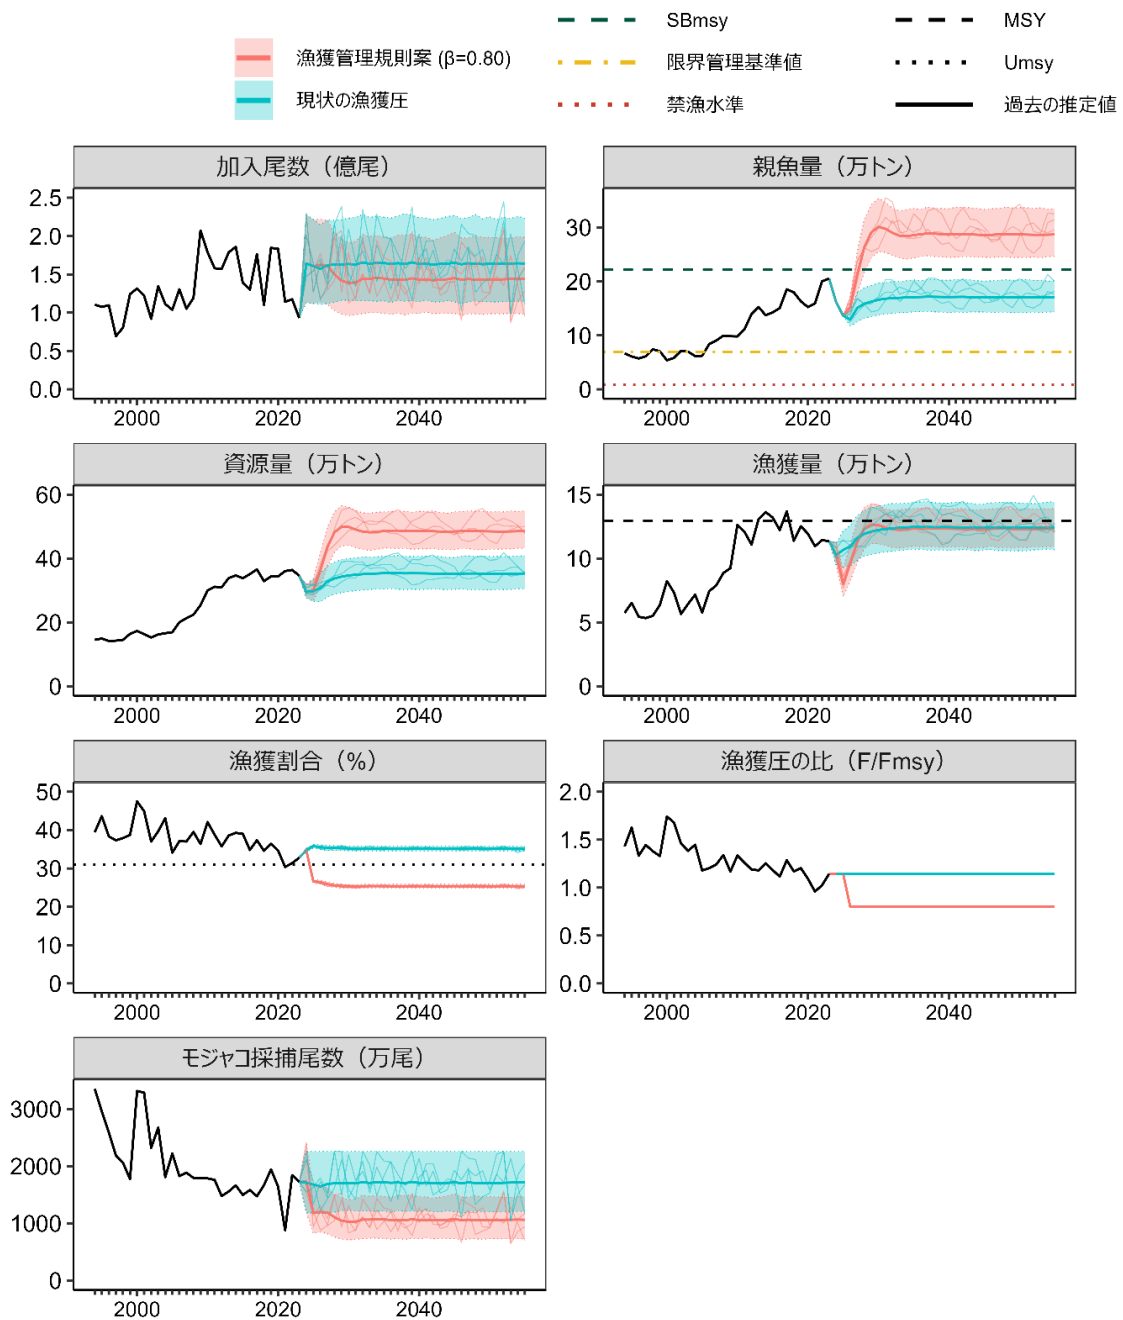 漁獲管理規則案 (β=0.80)
現状の漁獲圧
SBmsy
限界管理基準値
禁漁水準
MSY
Umsy
過去の推定値
加入尾数（億尾）
2.5
2.0
1.5
1.0
0.5
0.0
2000 2020 2040
親魚量（万トン）
30
20
10
0
2000 2020 2040
資源量（万トン）
60
40
20
0
2000 2020 2040
漁獲量（万トン）
15
10
5
0
2000 2020 2040
漁獲割合（%）
50
40
30
20
10
0
2000 2020 2040
漁獲圧の比（F/Fmsy）
2.0
1.5
1.0
0.5
0.0
2000 2020 2040
モジャコ採捕尾数（万尾）
3000
2000
1000
0
2000 2020 2040